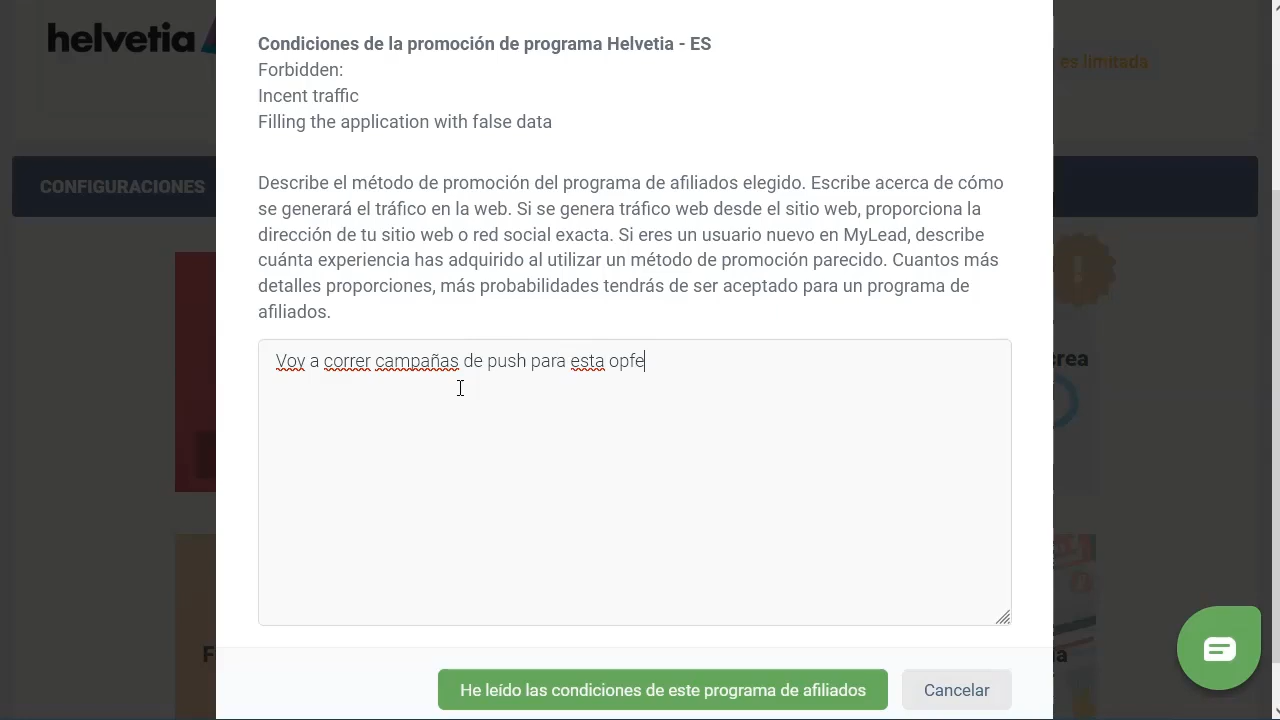 helvetia
Condiciones de la promoción de programa Helvetia - ES
Forbidden:
es limitada
Incent traffic
Filling the application with false data
CONFIGURACIONES
Describe el método de promoción del programa de afiliados elegido. Escribe acerca de cómo
se generará el tráfico en la web. Si se genera tráfico web desde el sitio web, proporciona la
dirección de tu sitio web o red social exacta. Si eres un usuario nuevo en MyLead, describe
cuánta experiencia has adquirido al utilizar un método de promoción parecido. Cuantos más
detalles proporciones, más probabilidades tendrás de ser aceptado para un programa de
afiliados.
Voy a correr campañas de push para esta opfe
crea
F
la
He leído las condiciones de este programa de afiliados
Cancelar